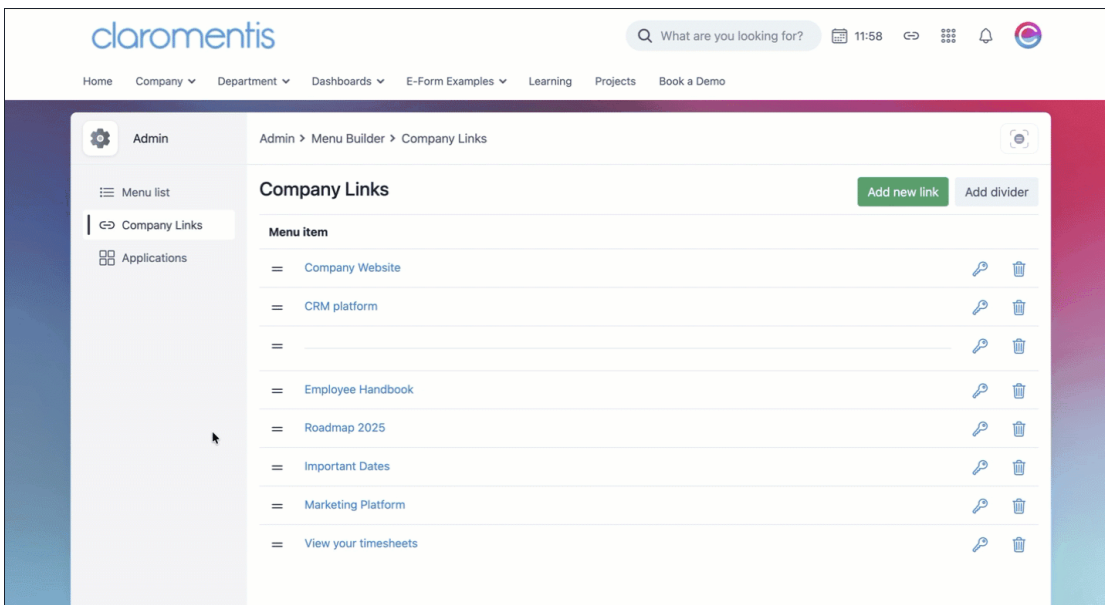 claromentis
What are you looking for?
11:58
Home Company Department Dashboards E-Form Examples Learning Projects Book a Demo
Admin
Admin > Menu Builder > Company Links
Menu list
Company Links
Applications
Company Links
Add new link Add divider
Menu item
Company Website
CRM platform
Employee Handbook
Roadmap 2025
Important Dates
Marketing Platform
View your timesheets